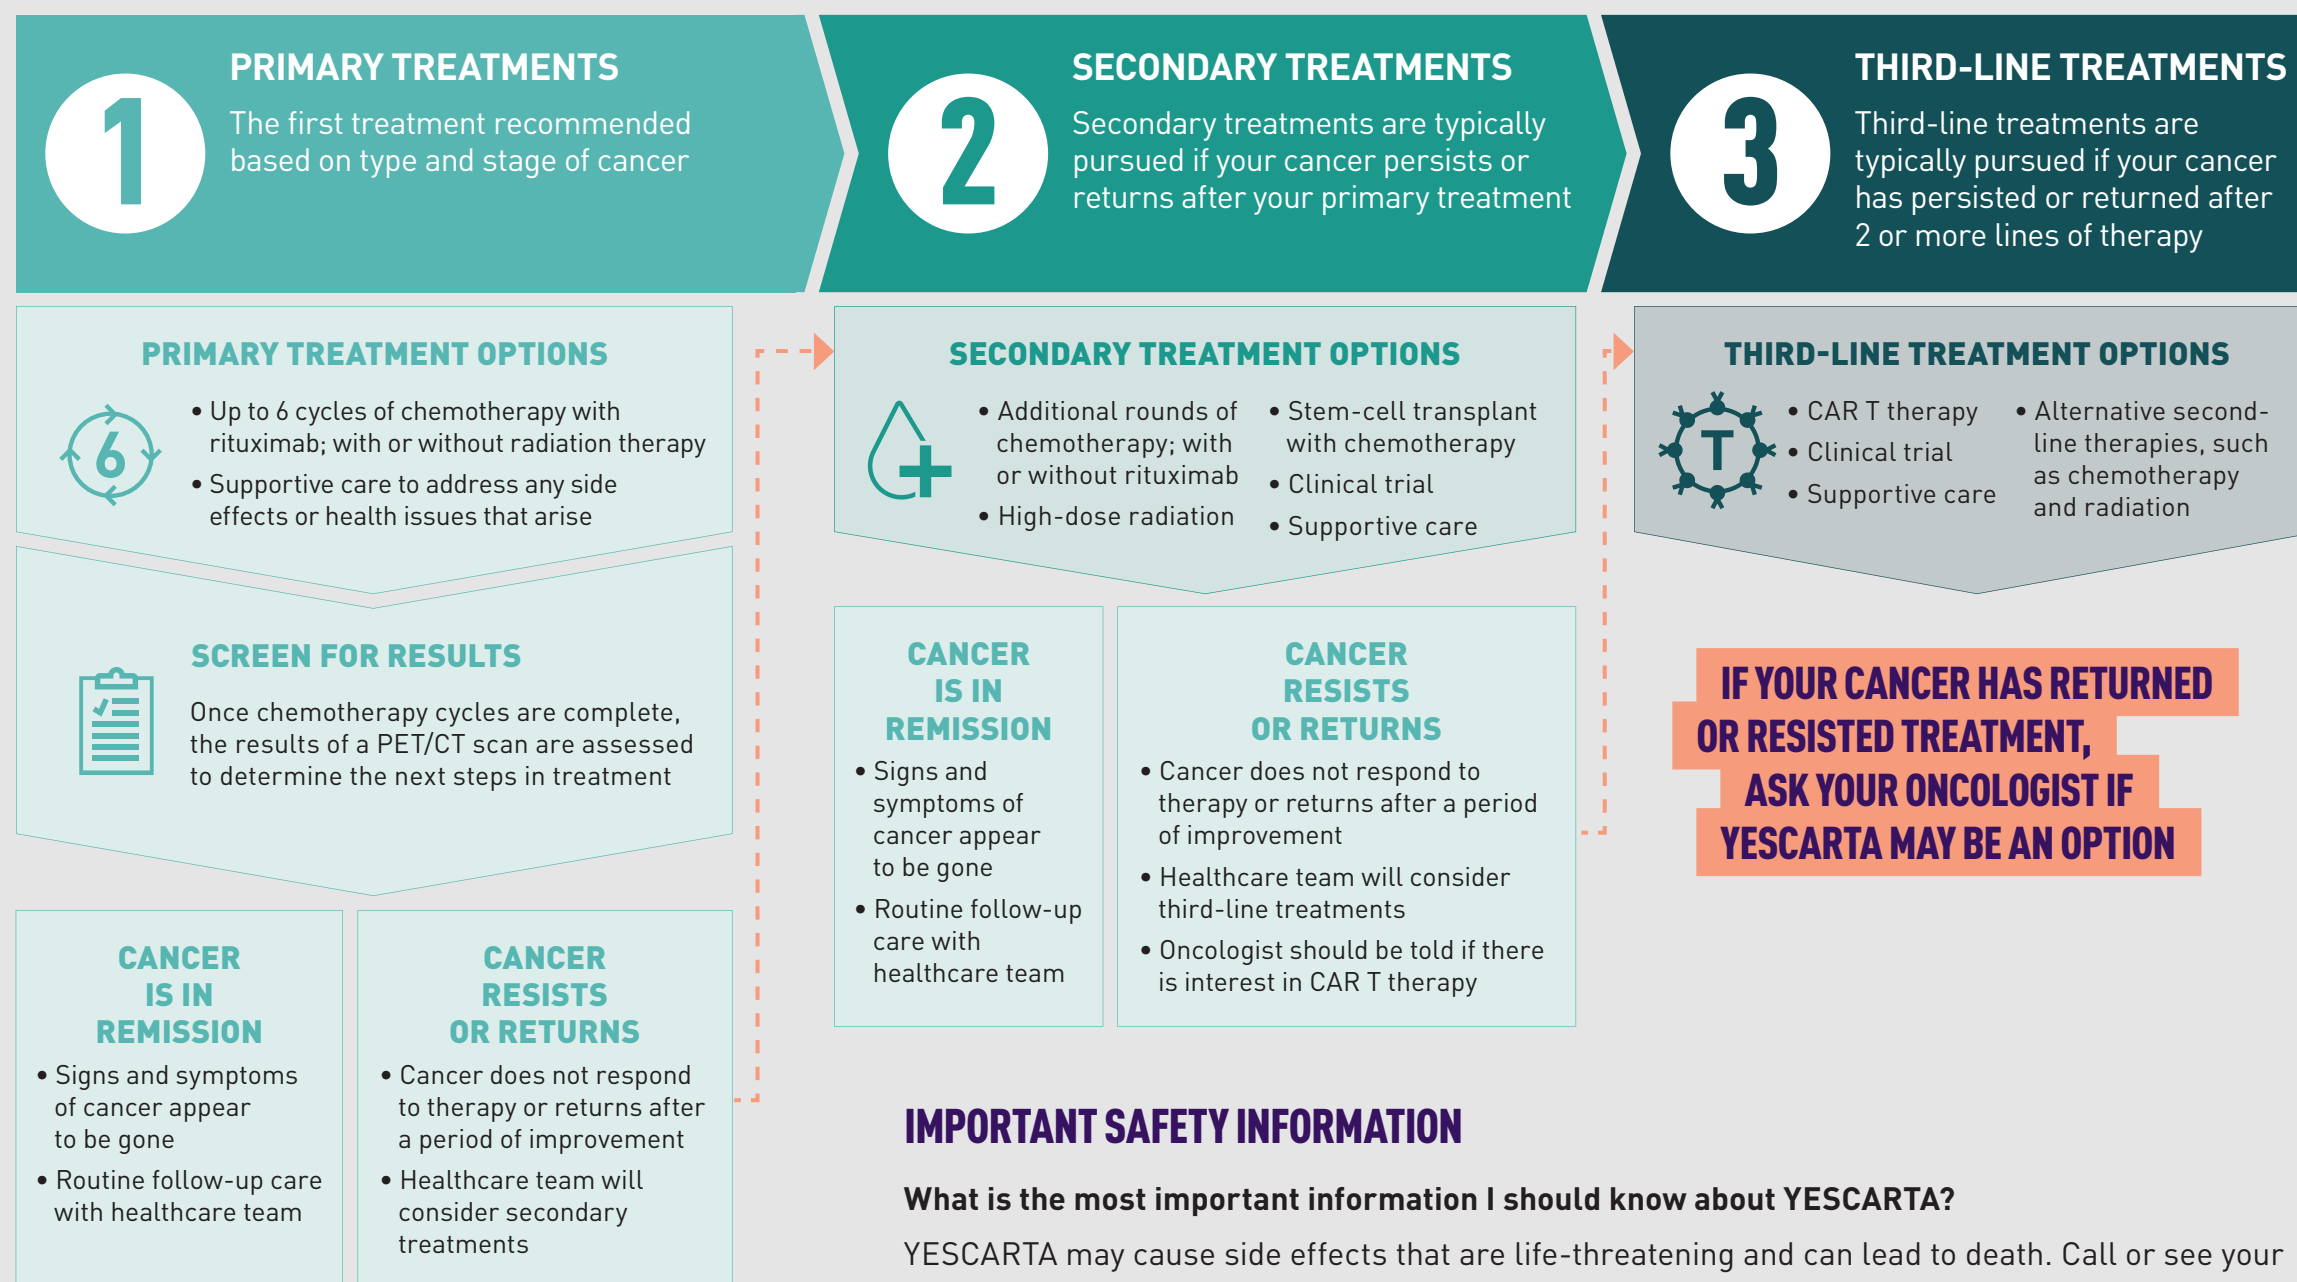 1
PRIMARY TREATMENTS
The first treatment recommended
based on type and stage of cancer
2
SECONDARY TREATMENTS
Secondary treatments are typically
pursued if your cancer persists or
returns after your primary treatment
3
THIRD-LINE TREATMENTS
Third-line treatments are
typically pursued if your cancer
has persisted or returned after
2 or more lines of therapy
PRIMARY TREATMENT OPTIONS
6
• Up to 6 cycles of chemotherapy with
rituximab; with or without radiation therapy
• Supportive care to address any side
effects or health issues that arise
SCREEN FOR RESULTS
Once chemotherapy cycles are complete,
the results of a PET/CT scan are assessed
to determine the next steps in treatment
CANCER
IS IN
REMISSION
• Signs and symptoms
of cancer appear
to be gone
• Routine follow-up care
with healthcare team
CANCER
RESISTS
OR RETURNS
• Cancer does not respond
to therapy or returns after
a period of improvement
• Healthcare team will
consider secondary
treatments
SECONDARY TREATMENT OPTIONS
• Additional rounds of
chemotherapy; with
or without rituximab
• High-dose radiation
• Stem-cell transplant
with chemotherapy
• Clinical trial
• Supportive care
CANCER
IS IN
REMISSION
• Signs and
symptoms of
cancer appear
to be gone
• Routine follow-up
care with
healthcare team
CANCER
RESISTS
OR RETURNS
• Cancer does not respond to
therapy or returns after a period
of improvement
• Healthcare team will consider
third-line treatments
• Oncologist should be told if there
is interest in CAR T therapy
THIRD-LINE TREATMENT OPTIONS
T
• CAR T therapy
• Clinical trial
• Supportive care
• Alternative second-
line therapies, such
as chemotherapy
and radiation
IF YOUR CANCER HAS RETURNED
OR RESISTED TREATMENT,
ASK YOUR ONCOLOGIST IF
YESCARTA MAY BE AN OPTION
IMPORTANT SAFETY INFORMATION
What is the most important information I should know about YESCARTA?
YESCARTA may cause side effects that are life-threatening and can lead to death. Call or see your